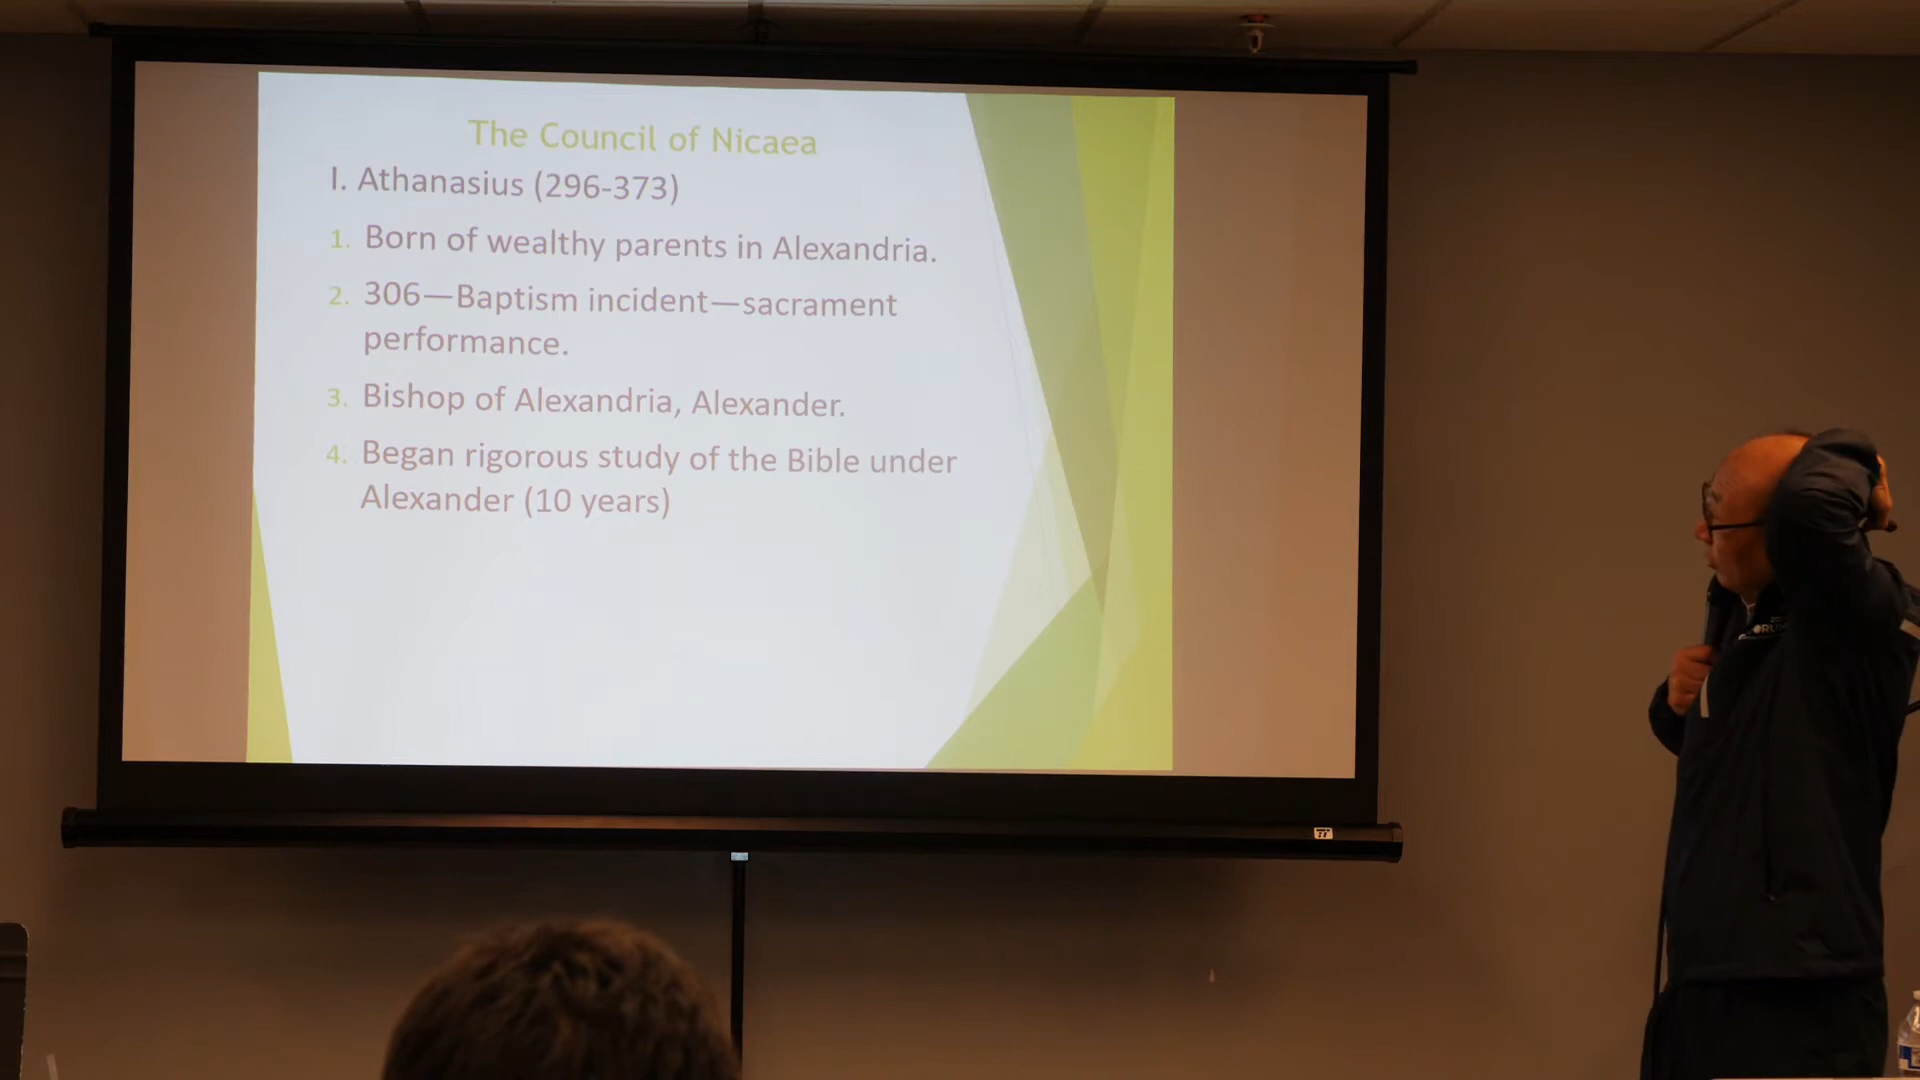 The Council of Nicaea
I. Athanasius (296-373)
1. Born of wealthy parents in Alexandria.
2. 306—Baptism incident—sacrament
performance.
3. Bishop of Alexandria, Alexander.
4. Began rigorous study of the Bible under
Alexander (10 years)